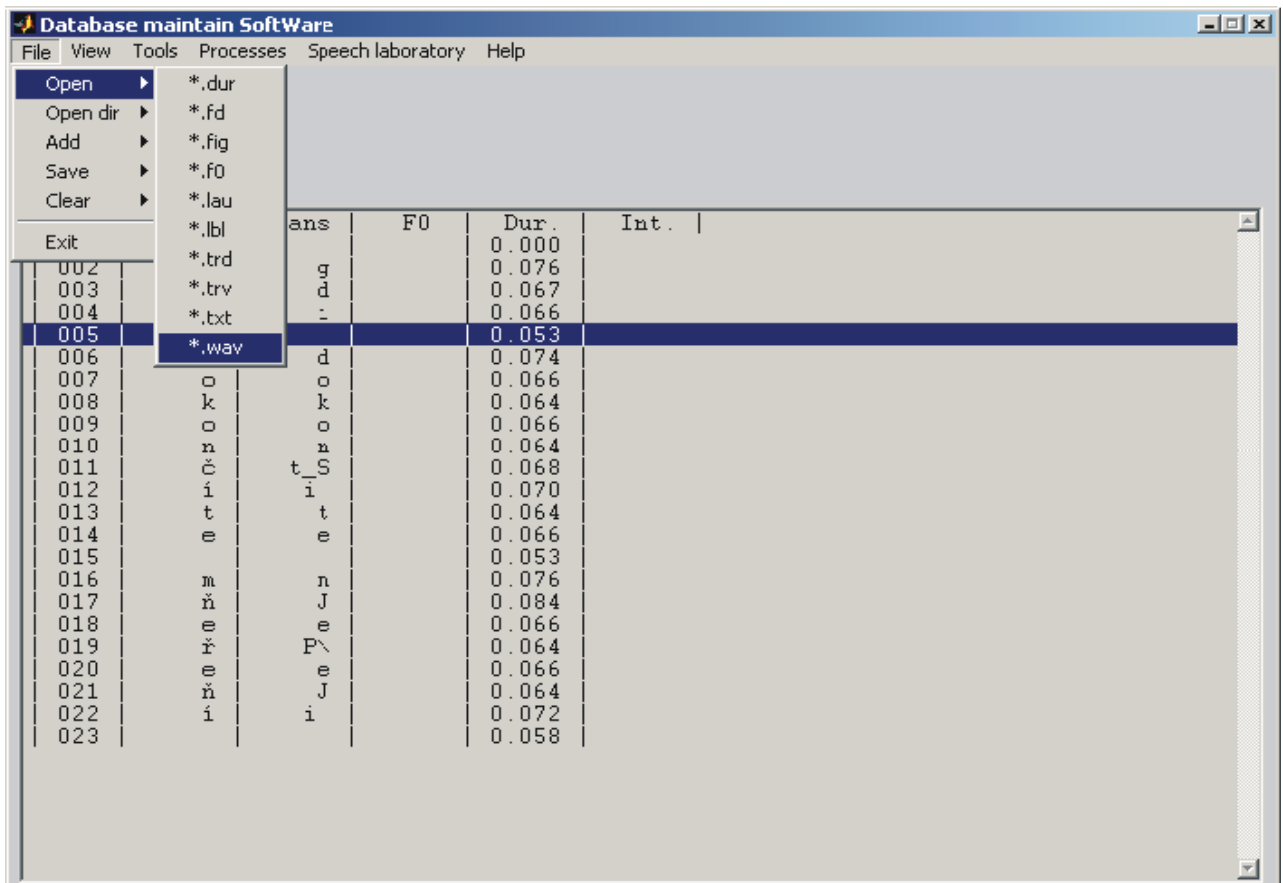 Database maintain SoftWare
File View Tools Processes Speech laboratory Help
Open *.dur
Open dir *.fd
Add *.fig
Save *.f0
Clear *.lau
*.lbl
Exit *.trd
*.trv
*.txt
*.wav
ans | F0 | Dur. | Int. |
| | 0.000 |
| 002 | g | | 0.076 |
| 003 | d | | 0.067 |
| 004 | | | 0.066 |
| 005 | | | 0.053 |
| 006 | d | | 0.074 |
| 007 | o | o | | 0.066 |
| 008 | k | k | | 0.064 |
| 009 | o | o | | 0.066 |
| 010 | n | n | | 0.064 |
| 011 | č | t_S | | 0.068 |
| 012 | í | i | | 0.070 |
| 013 | t | t | | 0.064 |
| 014 | e | e | | 0.066 |
| 015 | | | | 0.053 |
| 016 | m | n | | 0.076 |
| 017 | ň | J | | 0.084 |
| 018 | e | e | | 0.066 |
| 019 | ř | P\ | | 0.064 |
| 020 | e | e | | 0.066 |
| 021 | ň | J | | 0.064 |
| 022 | í | i | | 0.072 |
| 023 | | | | 0.058 |